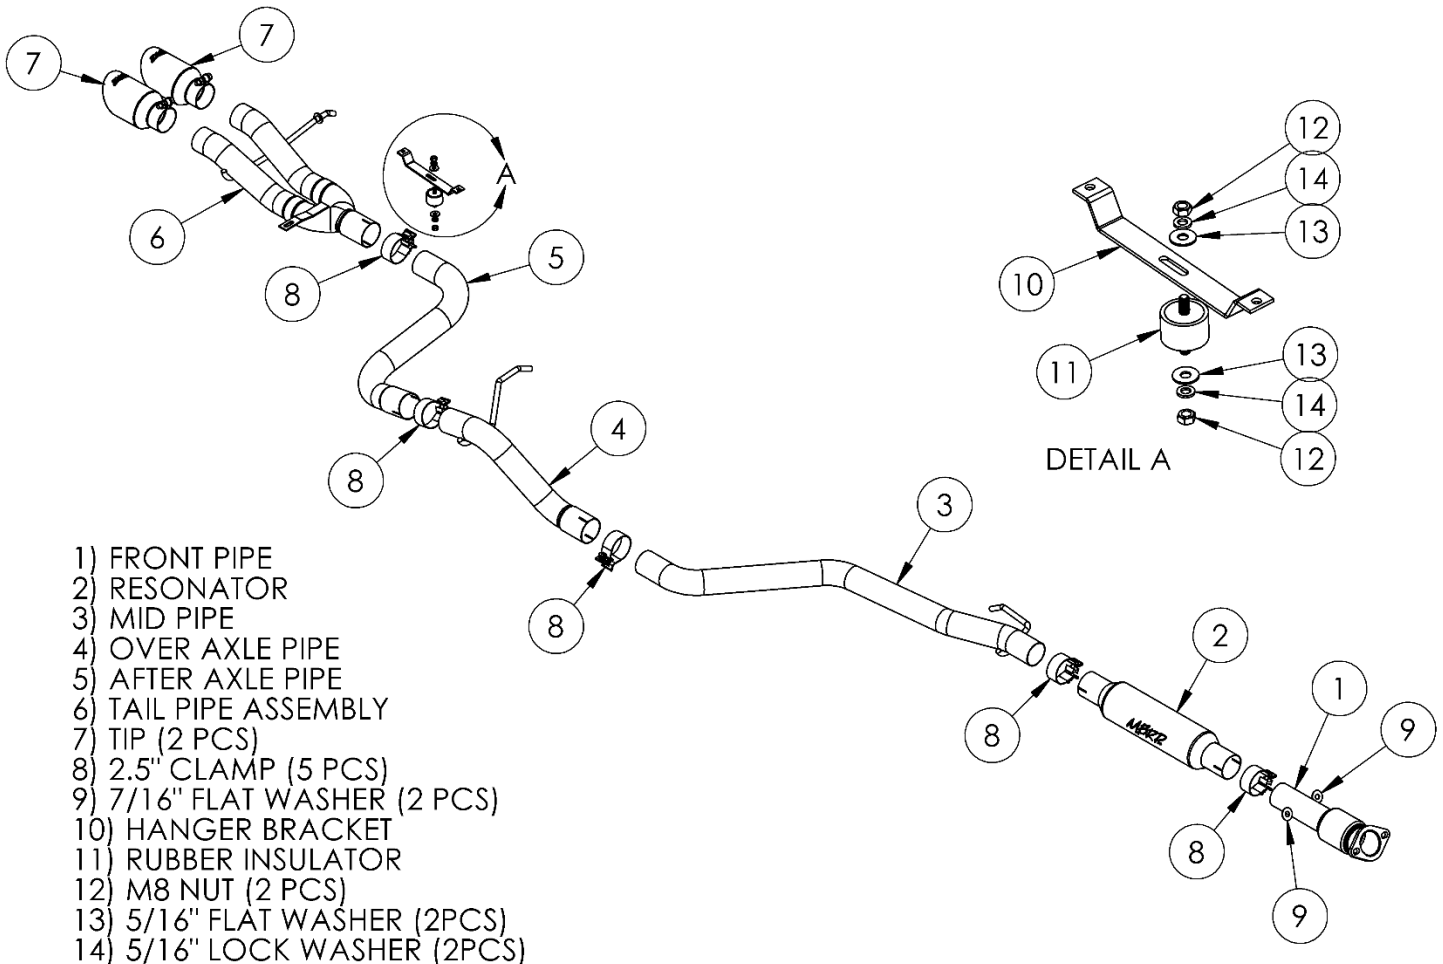 7
7
12
14
13
A
6
5
10
8
11
13
14
12
DETAIL A
8
4
3
1) FRONT PIPE
2) RESONATOR
3) MID PIPE
4) OVER AXLE PIPE
5) AFTER AXLE PIPE
6) TAIL PIPE ASSEMBLY
7) TIP (2 PCS)
8) 2.5" CLAMP (5 PCS)
9) 7/16" FLAT WASHER (2 PCS)
10) HANGER BRACKET
11) RUBBER INSULATOR
12) M8 NUT (2 PCS)
13) 5/16" FLAT WASHER (2PCS)
14) 5/16" LOCK WASHER (2PCS)
8
2
1
9
8
MBRP
8
9